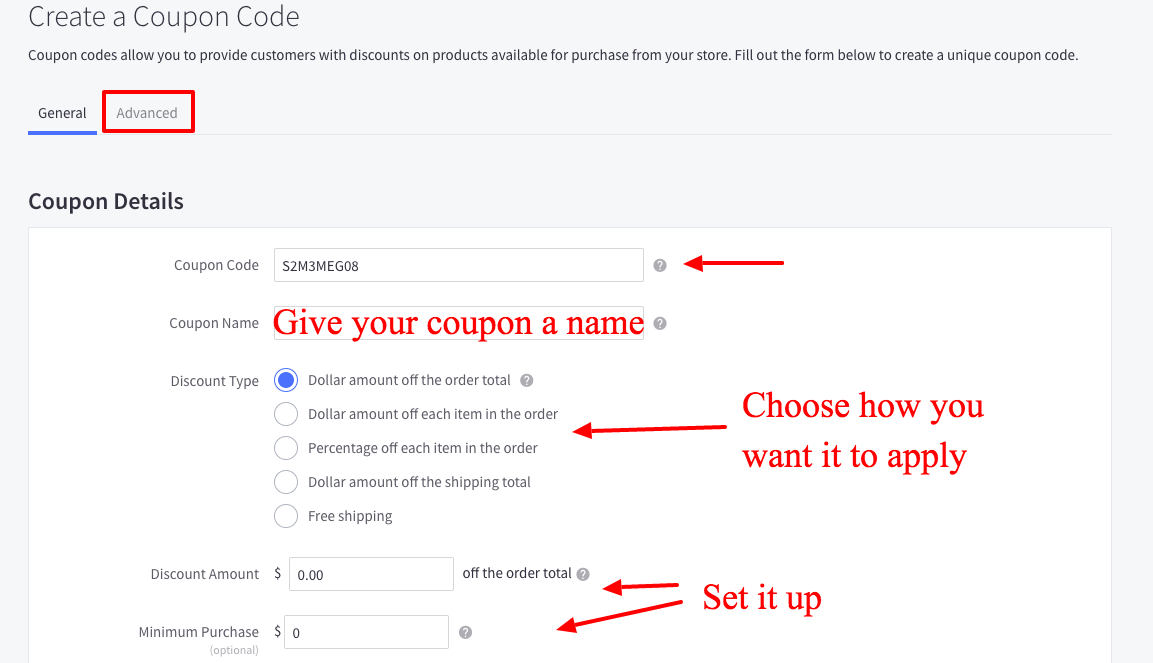 Create a Coupon Code
Coupon codes allow you to provide customers with discounts on products available for purchase from your store. Fill out the form below to create a unique coupon code.
General
Advanced
Coupon Details
Coupon Code
S2M3MEG08
?
Coupon Name
Give your coupon a name
?
Discount Type
Dollar amount off the order total
?
Dollar amount off each item in the order
Percentage off each item in the order
Dollar amount off the shipping total
Free shipping
Choose how you
want it to apply
Discount Amount
$
0.00
off the order total
?
Set it up
Minimum Purchase
(optional)
$
0
?